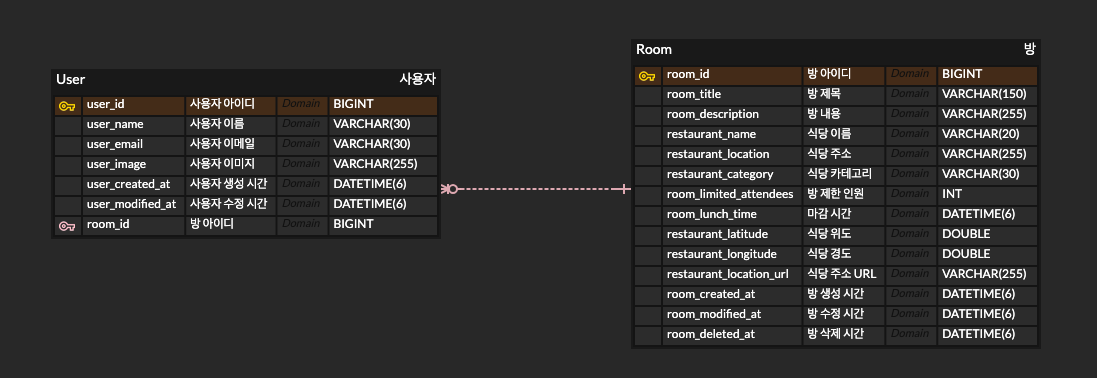 User 사용자
user_id 사용자 아이디 Domain BIGINT
user_name 사용자 이름 Domain VARCHAR(30)
user_email 사용자 이메일 Domain VARCHAR(30)
user_image 사용자 이미지 Domain VARCHAR(255)
user_created_at 사용자 생성 시간 Domain DATETIME(6)
user_modified_at 사용자 수정 시간 Domain DATETIME(6)
room_id 방 아이디 Domain BIGINT
Room 방
room_id 방 아이디 Domain BIGINT
room_title 방 제목 Domain VARCHAR(150)
room_description 방 내용 Domain VARCHAR(255)
restaurant_name 식당 이름 Domain VARCHAR(20)
restaurant_location 식당 주소 Domain VARCHAR(255)
restaurant_category 식당 카테고리 Domain VARCHAR(30)
room_limited_attendees 방 제한 인원 Domain INT
room_lunch_time 마감 시간 Domain DATETIME(6)
restaurant_latitude 식당 위도 Domain DOUBLE
restaurant_longitude 식당 경도 Domain DOUBLE
restaurant_location_url 식당 주소 URL Domain VARCHAR(255)
room_created_at 방 생성 시간 Domain DATETIME(6)
room_modified_at 방 수정 시간 Domain DATETIME(6)
room_deleted_at 방 삭제 시간 Domain DATETIME(6)